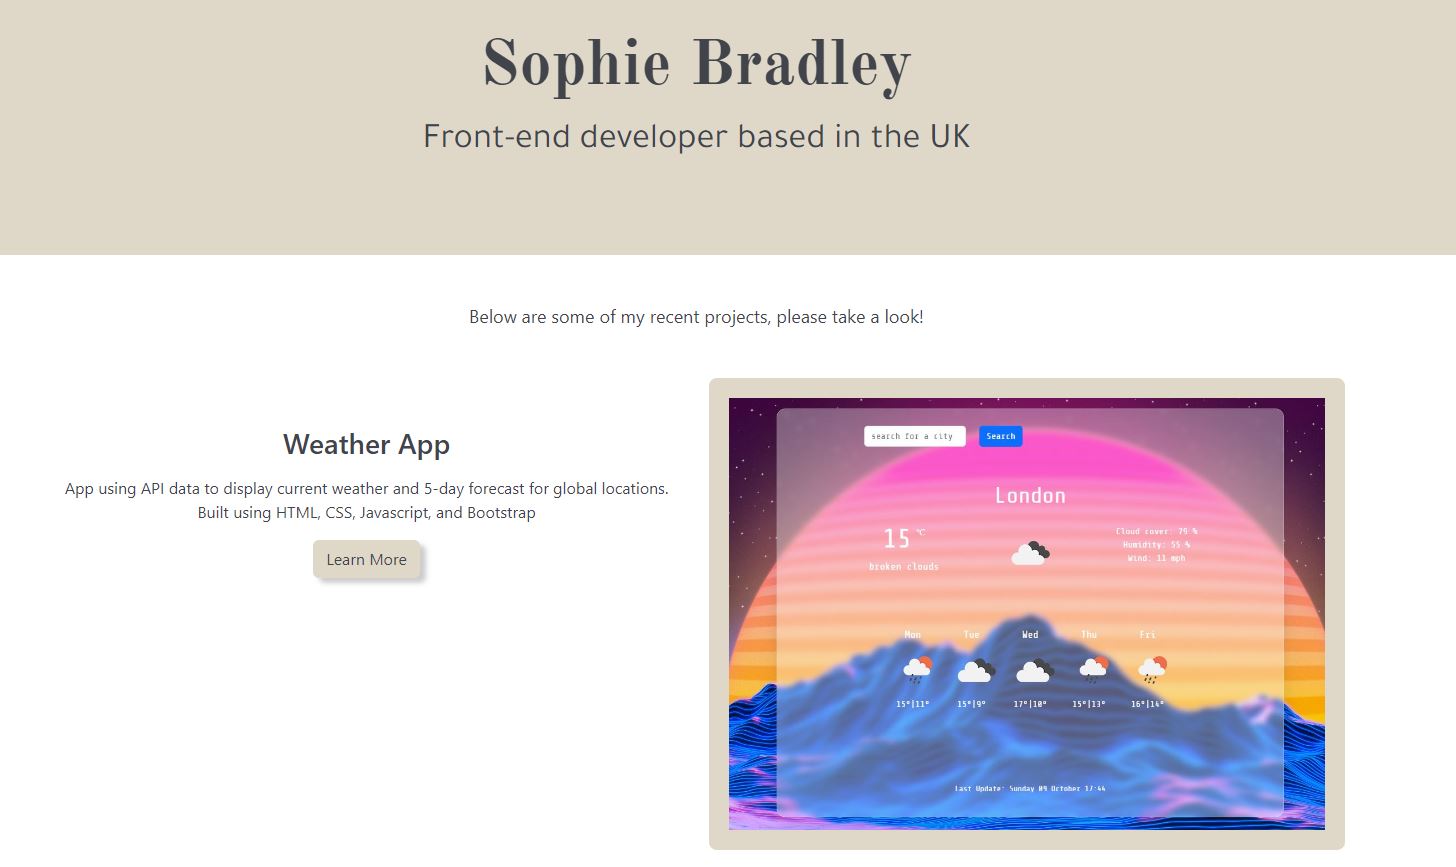 Sophie Bradley
Front-end developer based in the UK
Below are some of my recent projects, please take a look!
Weather App
App using API data to display current weather and 5-day forecast for global locations.
Built using HTML, CSS, Javascript, and Bootstrap
Learn More
search for a city Search
London
15 °C
broken clouds
Cloud cover: 79 %
Humidity: 55 %
Wind: 11 mph
Mon Tue Wed Thu Fri
15°|11° 15°|9° 17°|10° 15°|13° 16°|14°
Last Update: Sunday 09 October 17:44